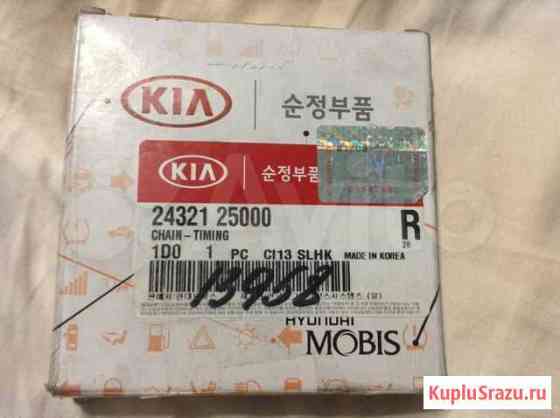 KIA 순정부품
KIA 순정부품
24321 25000
CHAIN-TIMING
R
1D0 1 PC CI13 SLHK MADE IN KOREA
13958
HYUNDAI
MOBIS
Avito
KupluSrazu.ru